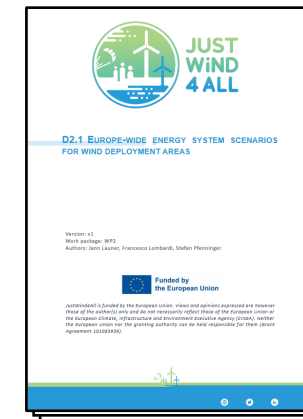 JUST
WiND
4 ALL
D2.1 EUROPE-WIDE ENERGY SYSTEM SCENARIOS
FOR WIND DEPLOYMENT AREAS
Version: v1
Work package: WP2
Authors: Jann Launer, Francesco Lombardi, Stefan Pfenninger
Funded by
the European Union
JustWind4All is funded by the European Union. Views and opinions expressed are however
those of the author(s) only and do not necessarily reflect those of the European Union or
the European Climate, Infrastructure and Environment Executive Agency (CINEA). Neither
the European Union nor the granting authority can be held responsible for them (Grant
Agreement 101083936).